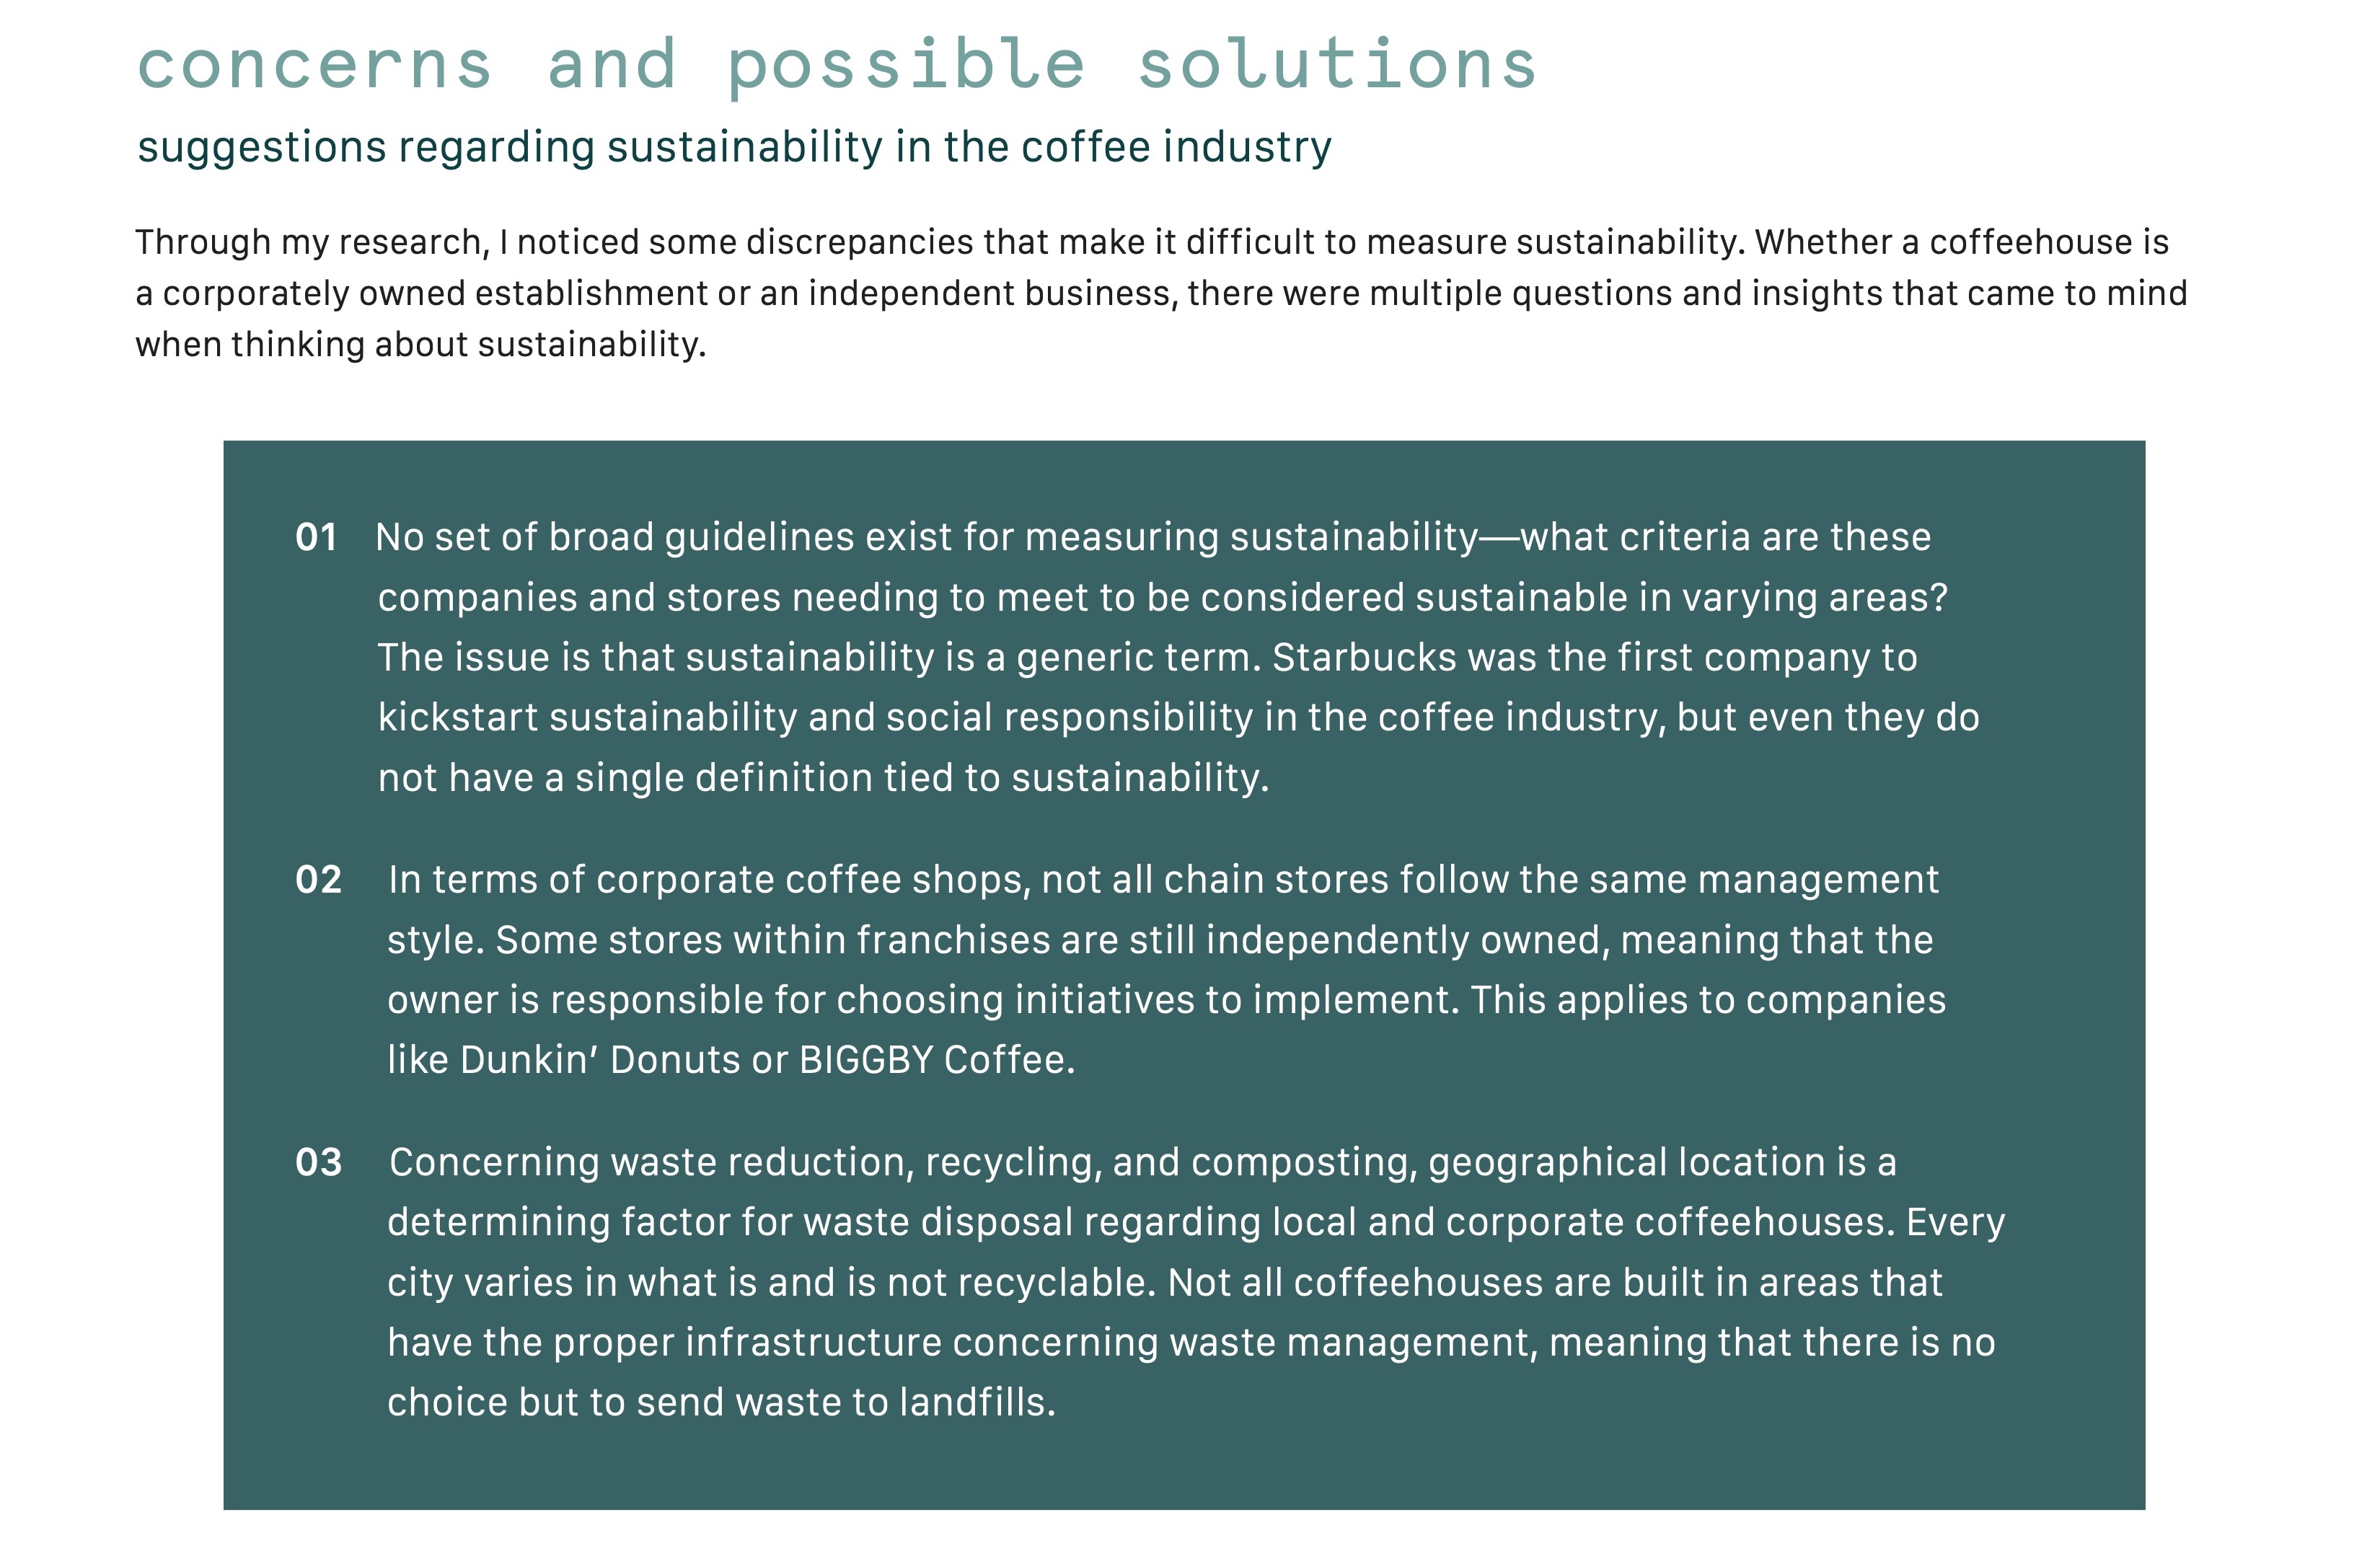 concerns and possible solutions
suggestions regarding sustainability in the coffee industry
Through my research, I noticed some discrepancies that make it difficult to measure sustainability. Whether a coffeehouse is
a corporately owned establishment or an independent business, there were multiple questions and insights that came to mind
when thinking about sustainability.
01 No set of broad guidelines exist for measuring sustainability—what criteria are these
companies and stores needing to meet to be considered sustainable in varying areas?
The issue is that sustainability is a generic term. Starbucks was the first company to
kickstart sustainability and social responsibility in the coffee industry, but even they do
not have a single definition tied to sustainability.
02 In terms of corporate coffee shops, not all chain stores follow the same management
style. Some stores within franchises are still independently owned, meaning that the
owner is responsible for choosing initiatives to implement. This applies to companies
like Dunkin’ Donuts or BIGGBY Coffee.
03 Concerning waste reduction, recycling, and composting, geographical location is a
determining factor for waste disposal regarding local and corporate coffeehouses. Every
city varies in what is and is not recyclable. Not all coffeehouses are built in areas that
have the proper infrastructure concerning waste management, meaning that there is no
choice but to send waste to landfills.